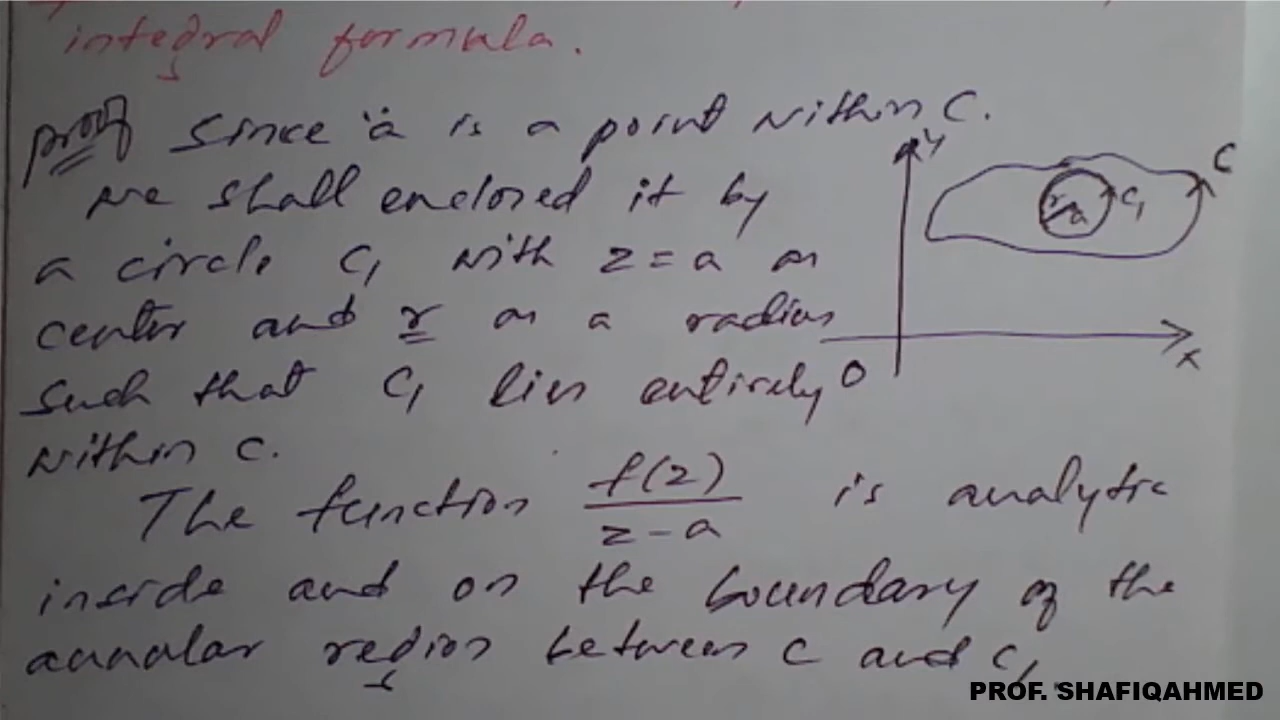 integral formula.
proof Since 'a' is a point within C.
we shall enclosed it by
a circle C₁ with z = a as
center and r as a radius
such that C₁ lies entirely
within C.
The function f(z)/z-a is analytic
inside and on the boundary of the
annular region between C and C₁
Y
C
r
a
C₁
O
X
PROF. SHAFIQAHMED